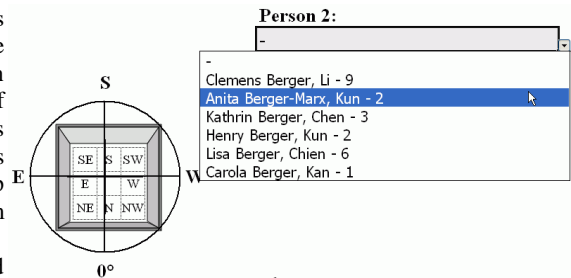 Person 2:
-
-
Clemens Berger, Li - 9
Anita Berger-Marx, Kun - 2
Kathrin Berger, Chen - 3
Henry Berger, Kun - 2
Lisa Berger, Chien - 6
Carola Berger, Kan - 1
S
SE S SW
E E W W
NE N NW
0°